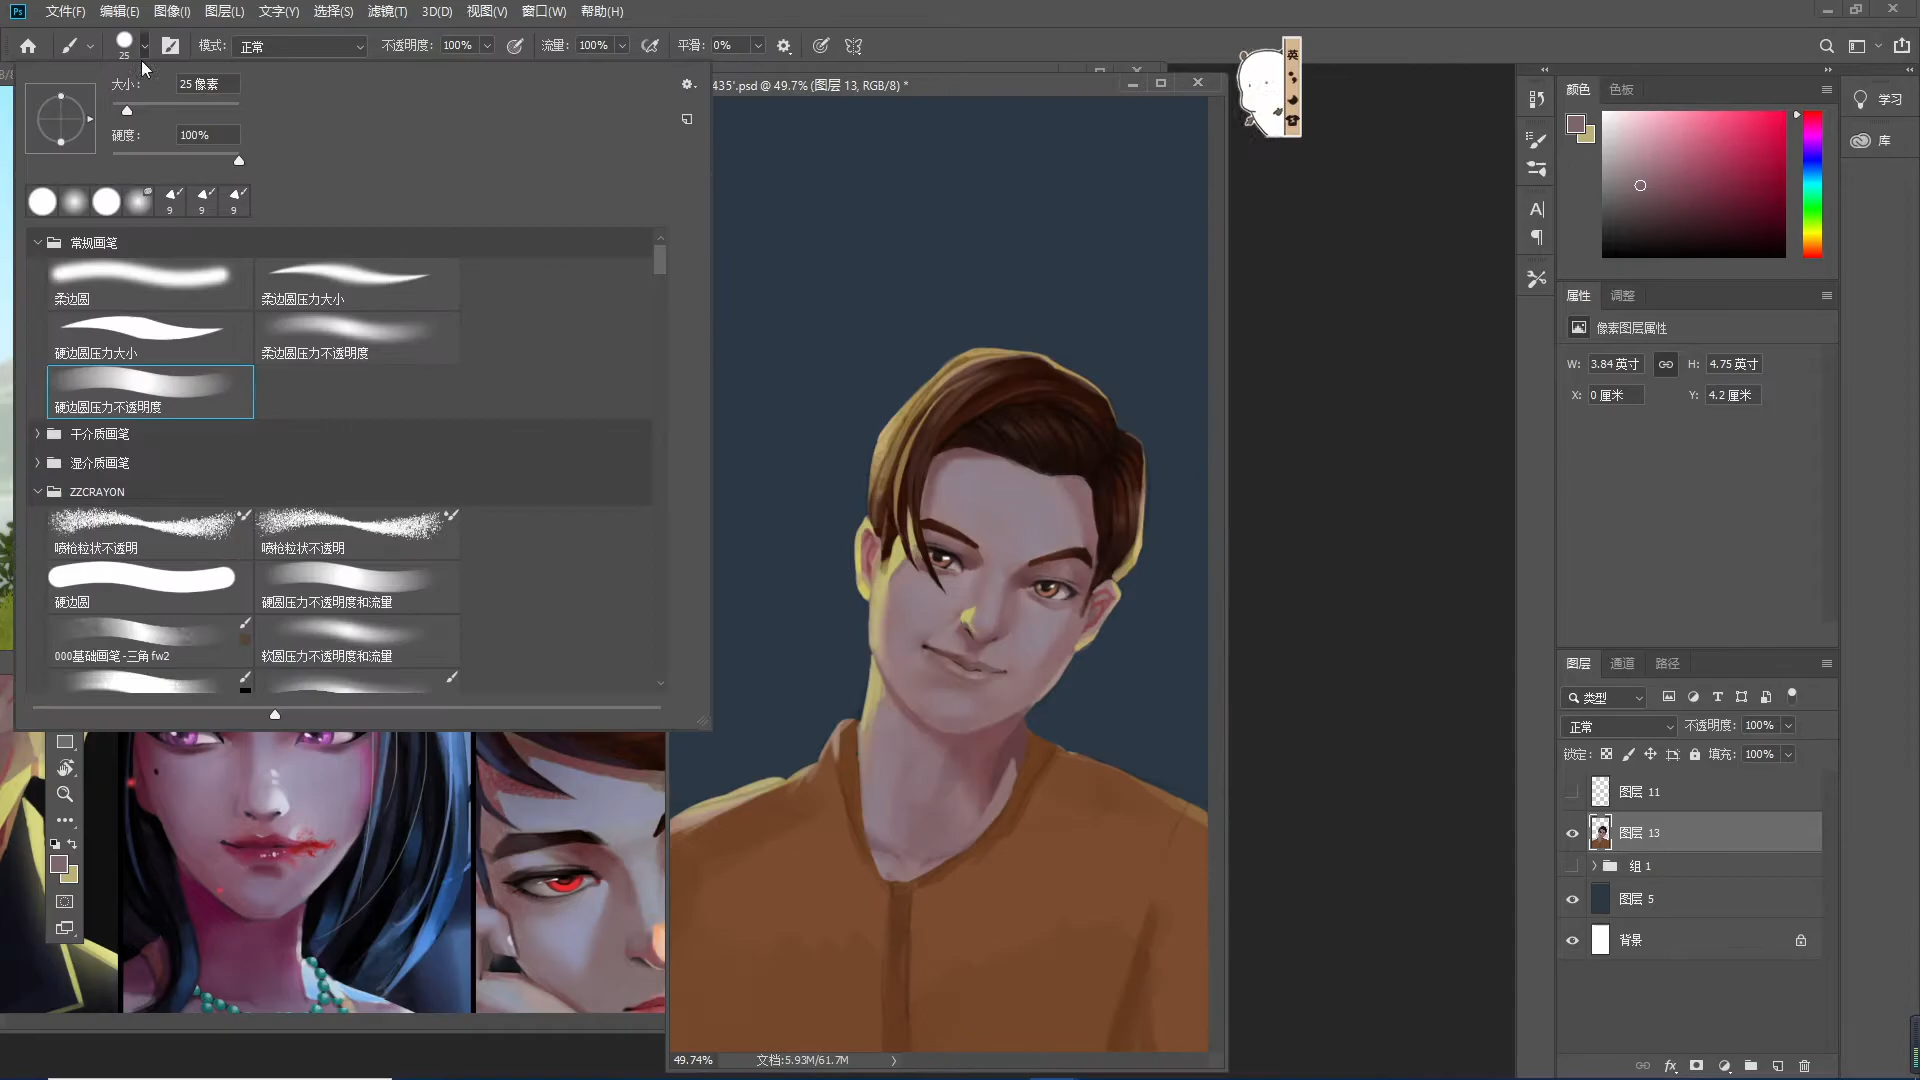 Ps 文件(F) 编辑(E) 图像(I) 图层(L) 文字(Y) 选择(S) 滤镜(T) 3D(D) 视图(V) 窗口(W) 帮助(H)
25 模式: 正常 不透明度: 100% 流量: 100% 平滑: 0%
英
大小: 25 像素
硬度: 100%
9 9 9
常规画笔
柔边圆 柔边圆压力大小
硬边圆压力大小 柔边圆压力不透明度
硬边圆压力不透明度
干介质画笔
湿介质画笔
ZZCRAYON
喷枪粒状不透明 喷枪粒状不透明
硬边圆 硬圆压力不透明度和流量
000基础画笔-三角 fw2 软圆压力不透明度和流量
435'.psd @ 49.7% (图层 13, RGB/8) *
49.74% 文档:5.93M/61.7M
颜色 色板
学习
库
属性 调整
像素图层属性
W: 3.84 英寸 H: 4.75 英寸
X: 0 厘米 Y: 4.2 厘米
图层 通道 路径
类型
正常 不透明度: 100%
锁定: 填充: 100%
图层 11
图层 13
组 1
图层 5
背景
fx